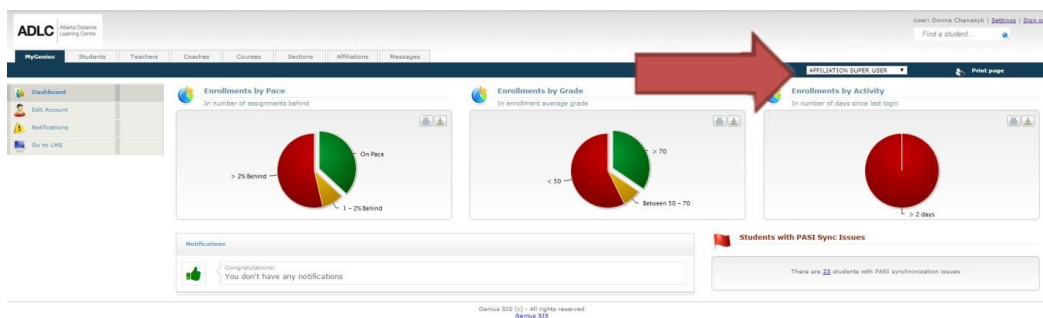 ADLC Alberta Distance Learning Centre
User: Donna Chanasyk | Settings | Sign o
Find a student...
MyGenius Students Teachers Coaches Courses Sections Affiliations Messages
AFFILIATION SUPER USER Print page
Dashboard
Edit Account
Notifications
Go to LMS
Enrollments by Pace
In number of assignments behind
On Pace
> 2% Behind
1 - 2% Behind
Enrollments by Grade
In enrollment average grade
> 70
< 50
Between 50 - 70
Enrollments by Activity
In number of days since last login
> 2 days
Notifications
Congratulations!
You don't have any notifications
Students with PASI Sync Issues
There are 23 students with PASI synchronization issues
Genius SIS (c) - All rights reserved
Genius SIS